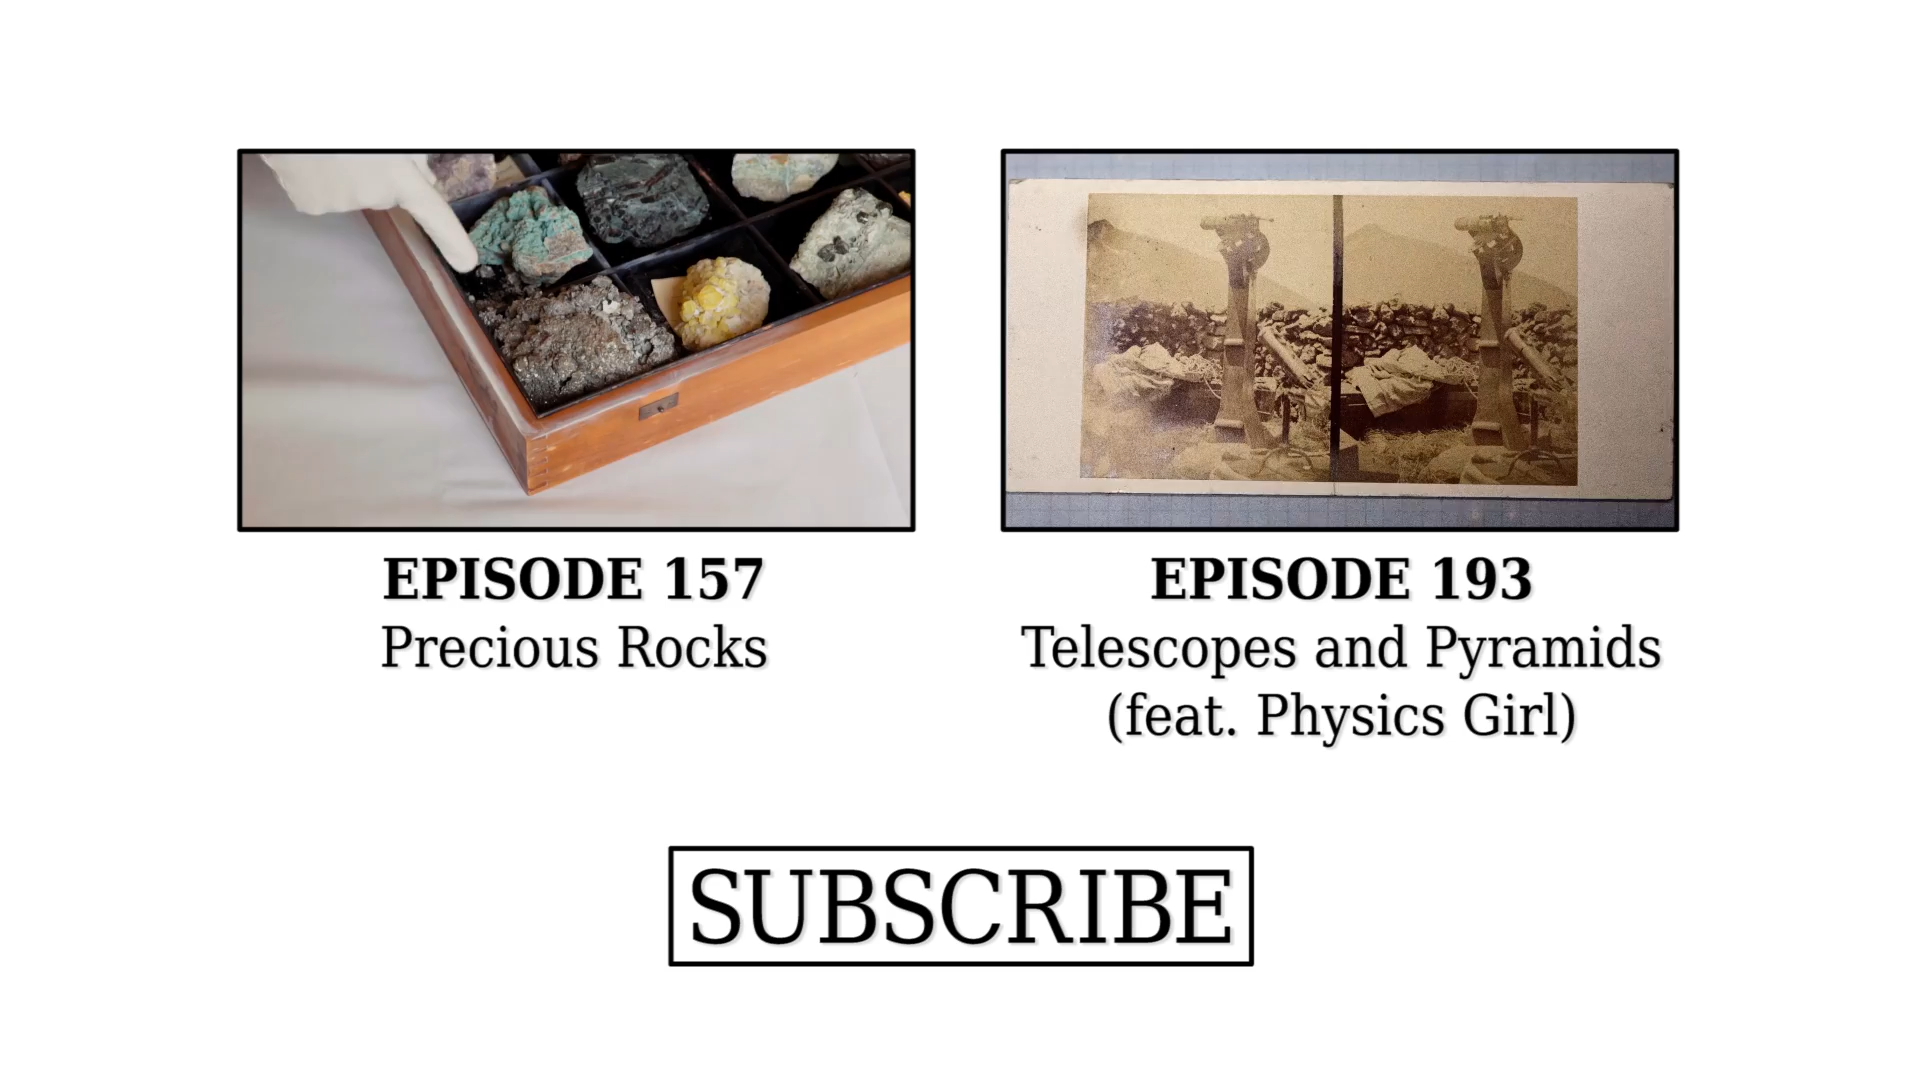 EPISODE 157
Precious Rocks
EPISODE 193
Telescopes and Pyramids
(feat. Physics Girl)
SUBSCRIBE